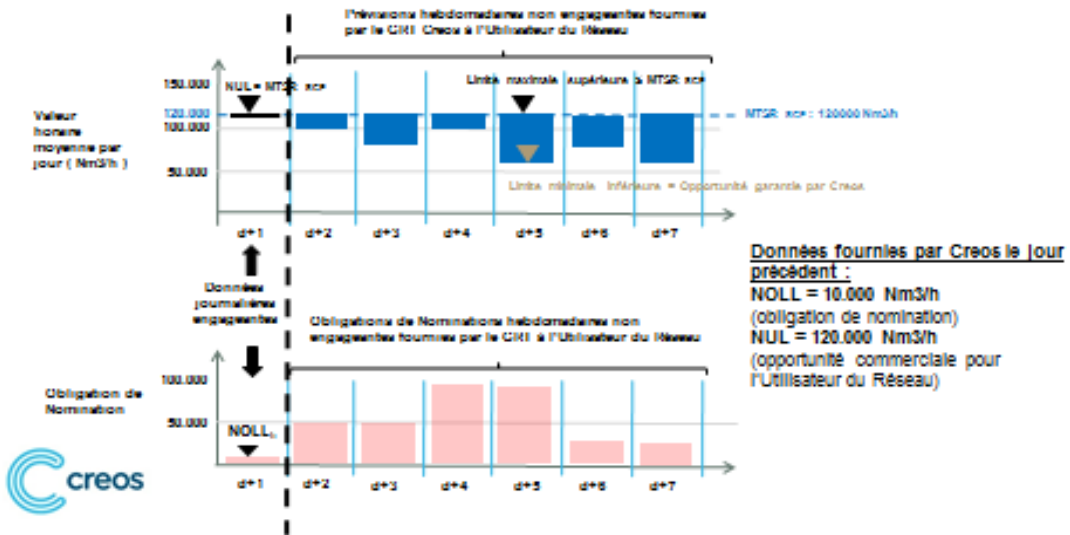 Prévisions hebdomadaires non engageantes fournies
par le GRT Creos à l'Utilisateur du Réseau
150.000
NUL = MTSR RCP
Limite maximale supérieure ≤ MTSR RCP
Valeur
horaire
moyenne par
jour ( Nm3/h )
120.000
MTSR RCP : 120000 Nm3/h
100.000
50.000
Limite minimale Inférieure = Opportunité garantie par Creos
d+1
d+2
d+3
d+4
d+5
d+6
d+7
Données
journalières
engageantes
Données fournies par Creos le jour
précédent :
NOLL = 10.000 Nm3/h
(obligation de nomination)
NUL = 120.000 Nm3/h
(opportunité commerciale pour
l'Utilisateur du Réseau)
Obligations de Nominations hebdomadaires non
engageantes fournies par le GRT à l'Utilisateur du Réseau
100.000
Obligation de
Nomination
50.000
NOLL
d+1
d+2
d+3
d+4
d+5
d+6
d+7
creos